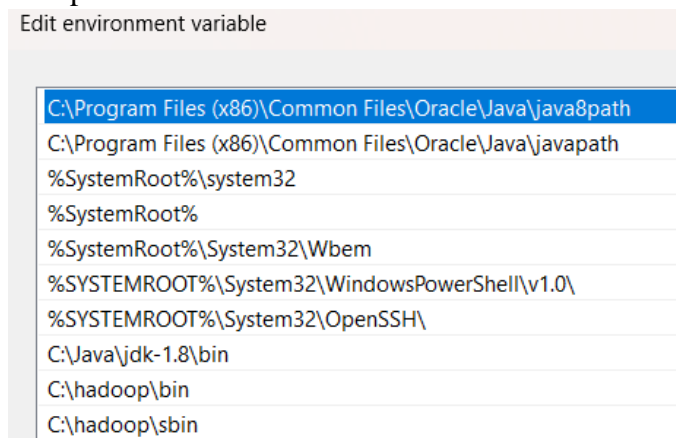 Edit environment variable
C:\Program Files (x86)\Common Files\Oracle\Java\java8path
C:\Program Files (x86)\Common Files\Oracle\Java\javapath
%SystemRoot%\system32
%SystemRoot%
%SystemRoot%\System32\Wbem
%SYSTEMROOT%\System32\WindowsPowerShell\v1.0\
%SYSTEMROOT%\System32\OpenSSH\
C:\Java\jdk-1.8\bin
C:\hadoop\bin
C:\hadoop\sbin